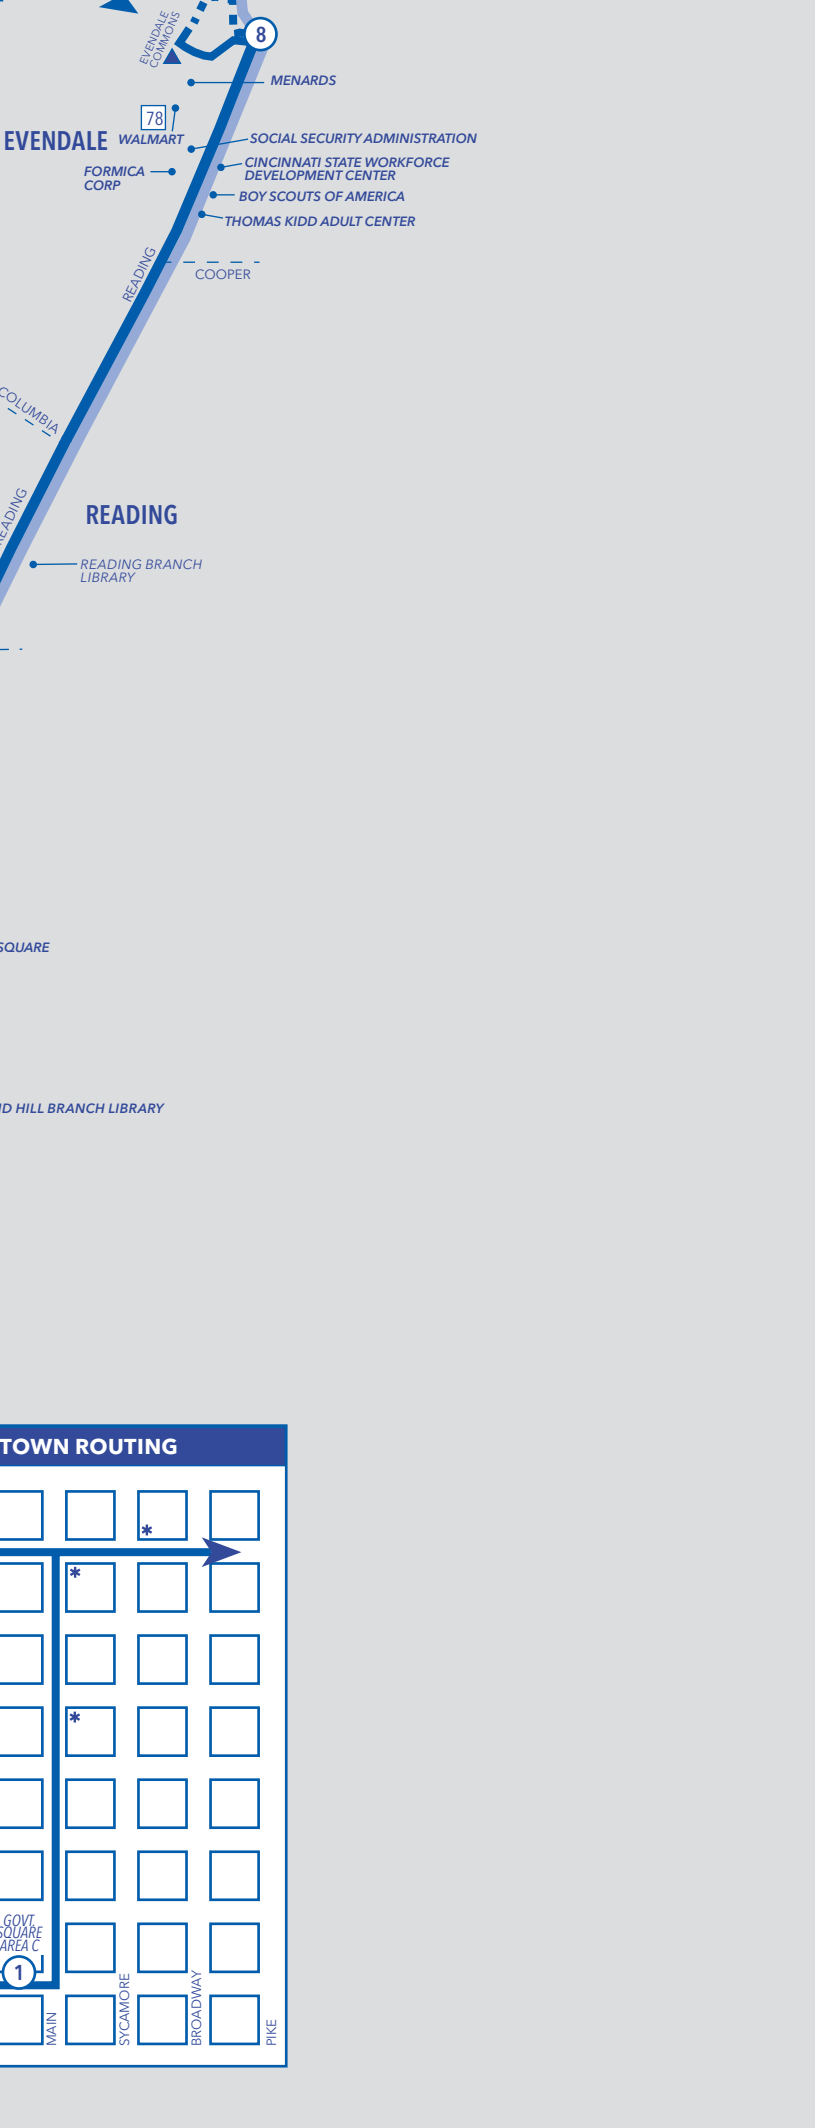 EVENDALE
COMMONS
8
MENARDS
78
EVENDALE
WALMART
SOCIAL SECURITY ADMINISTRATION
CINCINNATI STATE WORKFORCE
DEVELOPMENT CENTER
FORMICA
CORP
BOY SCOUTS OF AMERICA
THOMAS KIDD ADULT CENTER
READING
COOPER
COLUMBIA
READING
READING
READING BRANCH
LIBRARY
SQUARE
HILL BRANCH LIBRARY
TOWN ROUTING
*
*
*
GOVT.
SQUARE
AREA C
1
MAIN
SYCAMORE
BROADWAY
PIKE